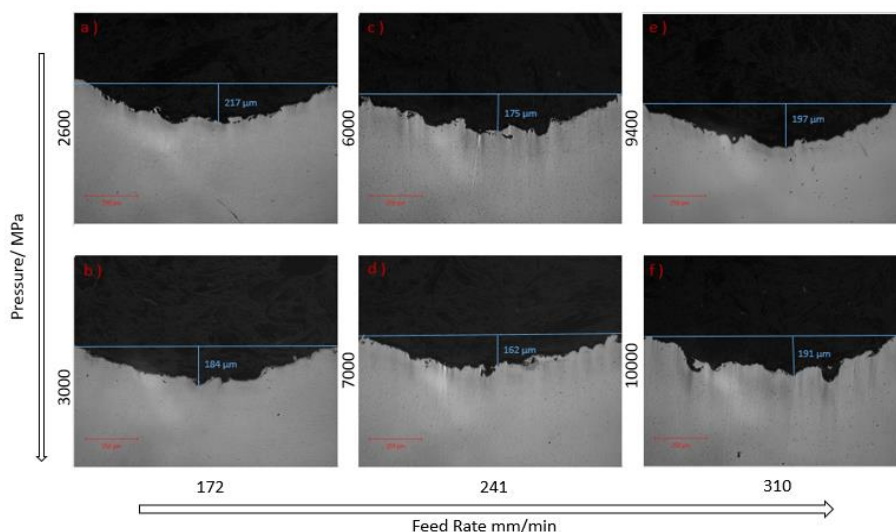 a )
c )
e )
217 µm
175 µm
197 µm
2600
6000
9400
b )
d )
f )
184 µm
162 µm
191 µm
3000
7000
10000
Pressure/ MPa
172
241
310
Feed Rate mm/min